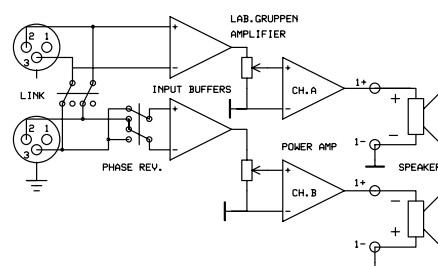 LAB.GRUPPEN
AMPLIFIER
2 1
3
+
−
LINK
INPUT BUFFERS
+
−
CH.A
1+
+
−
1-
2 1
3
+
−
PHASE REV.
POWER AMP
SPEAKER
+
−
CH.B
1+
−
+
1-